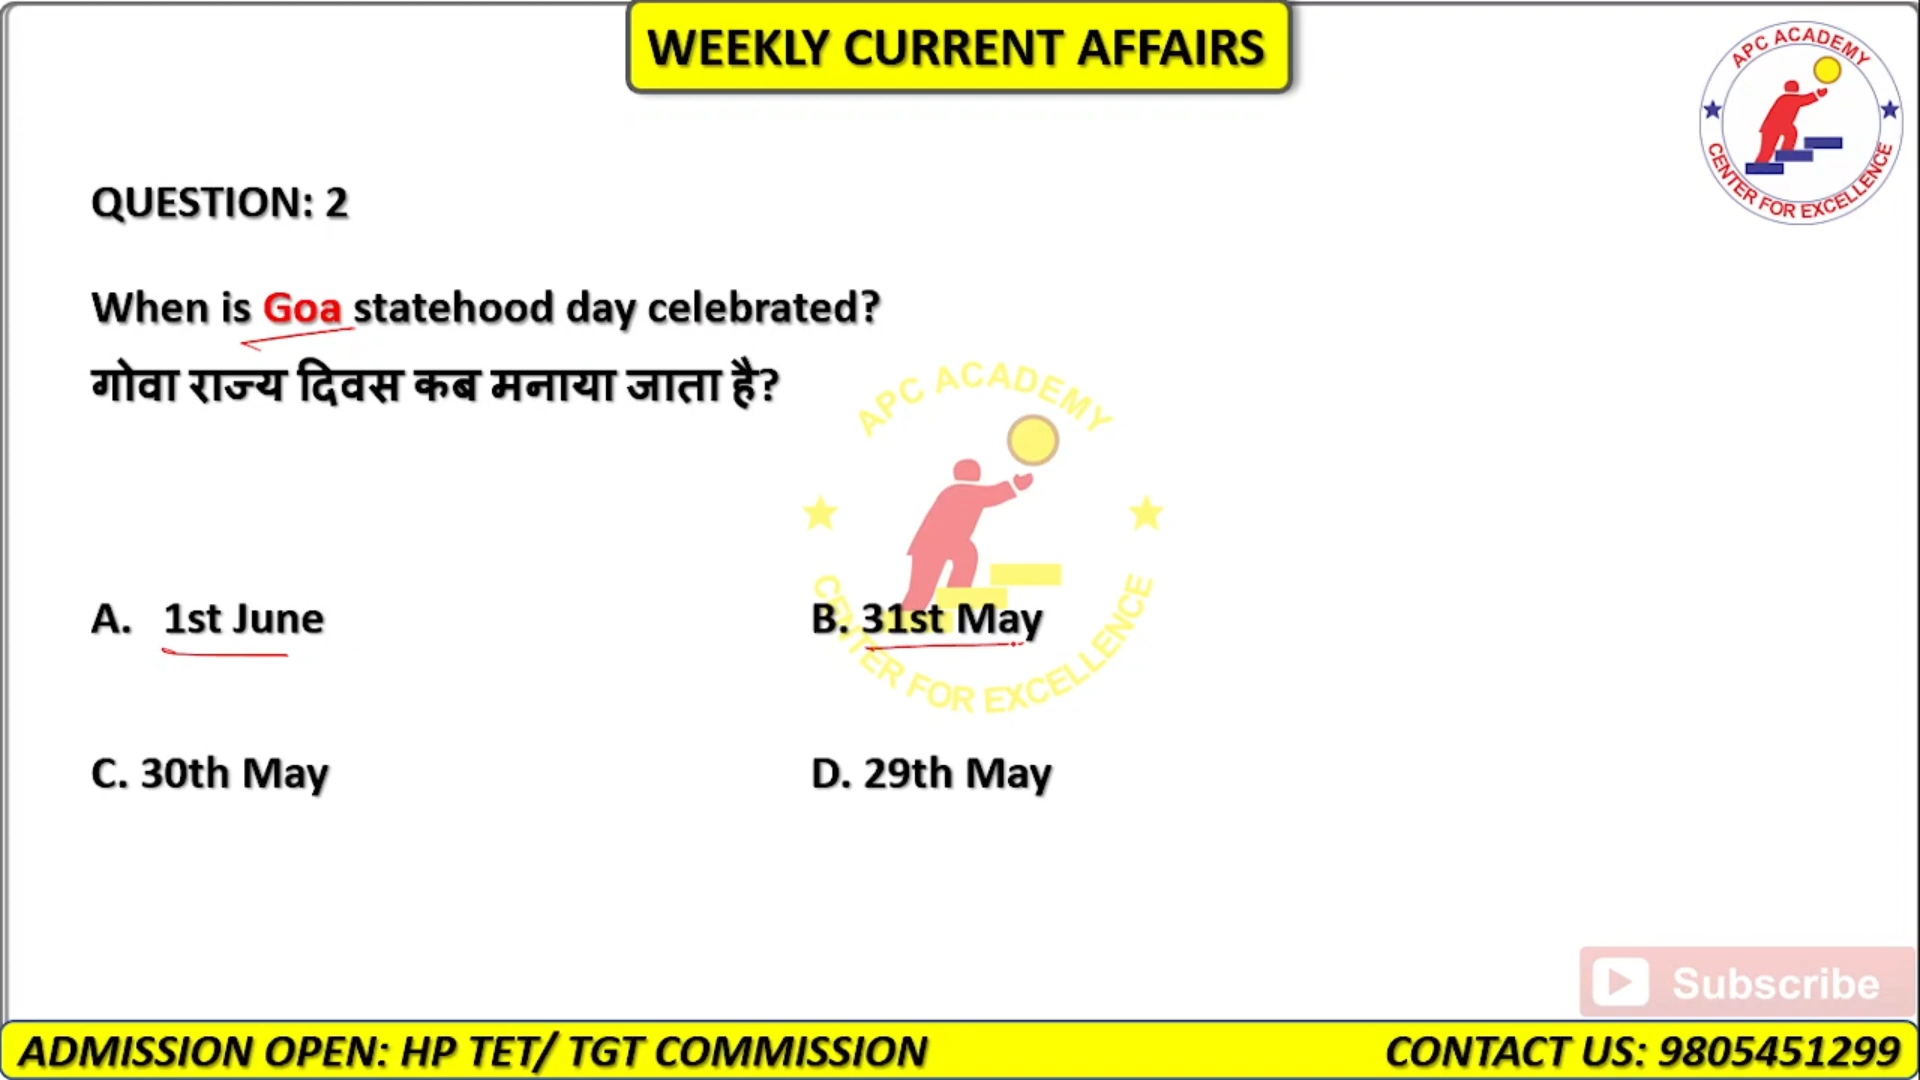 WEEKLY CURRENT AFFAIRS
APC ACADEMY
CENTER FOR EXCELLENCE
QUESTION: 2
When is Goa statehood day celebrated?
गोवा राज्य दिवस कब मनाया जाता है?
APC ACADEMY
CENTER FOR EXCELLENCE
A. 1st June
B. 31st May
C. 30th May
D. 29th May
Subscribe
ADMISSION OPEN: HP TET/ TGT COMMISSION
CONTACT US: 9805451299